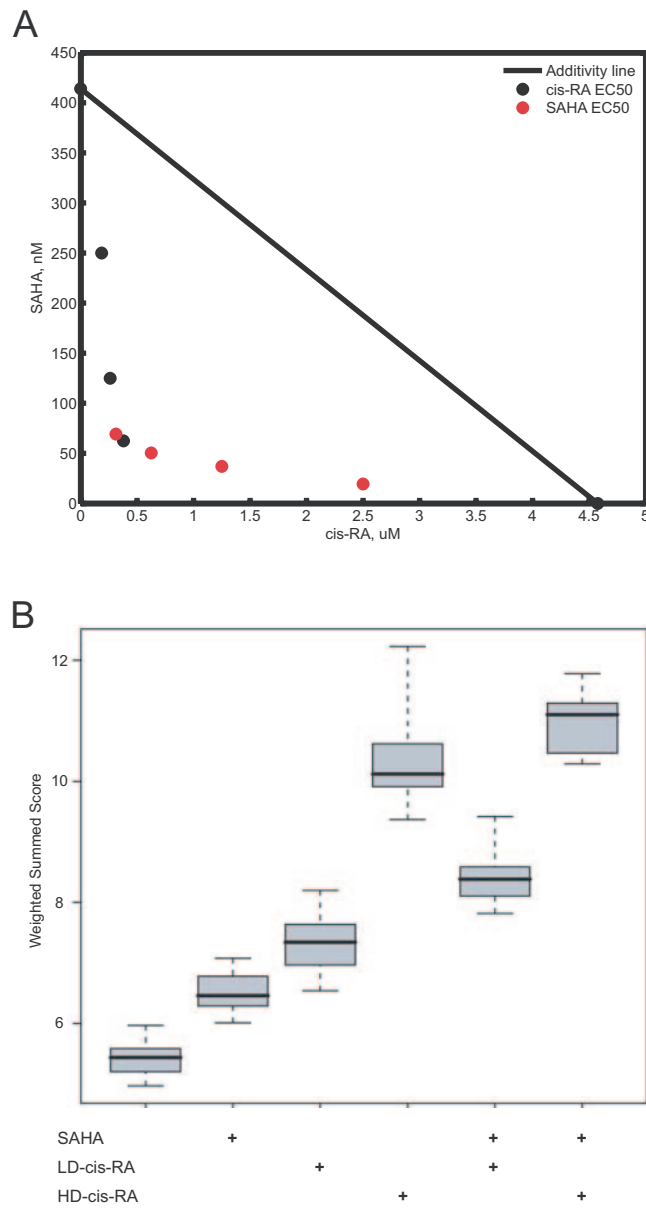 A
450
400
350
300
250
200
150
100
50
0
SAHA, nM
Additivity line
cis-RA EC50
SAHA EC50
0 0.5 1 1.5 2 2.5 3 3.5 4 4.5 5
cis-RA, uM
B
12
10
8
6
Weighted Summed Score
SAHA + + +
LD-cis-RA + +
HD-cis-RA + +